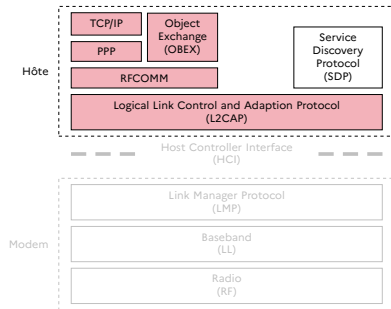 TCP/IP
Object
Exchange
(OBEX)
Service
Discovery
Protocol
(SDP)
PPP
Hôte
RFCOMM
Logical Link Control and Adaption Protocol
(L2CAP)
Host Controller Interface
(HCI)
Link Manager Protocol
(LMP)
Modem
Baseband
(LL)
Radio
(RF)